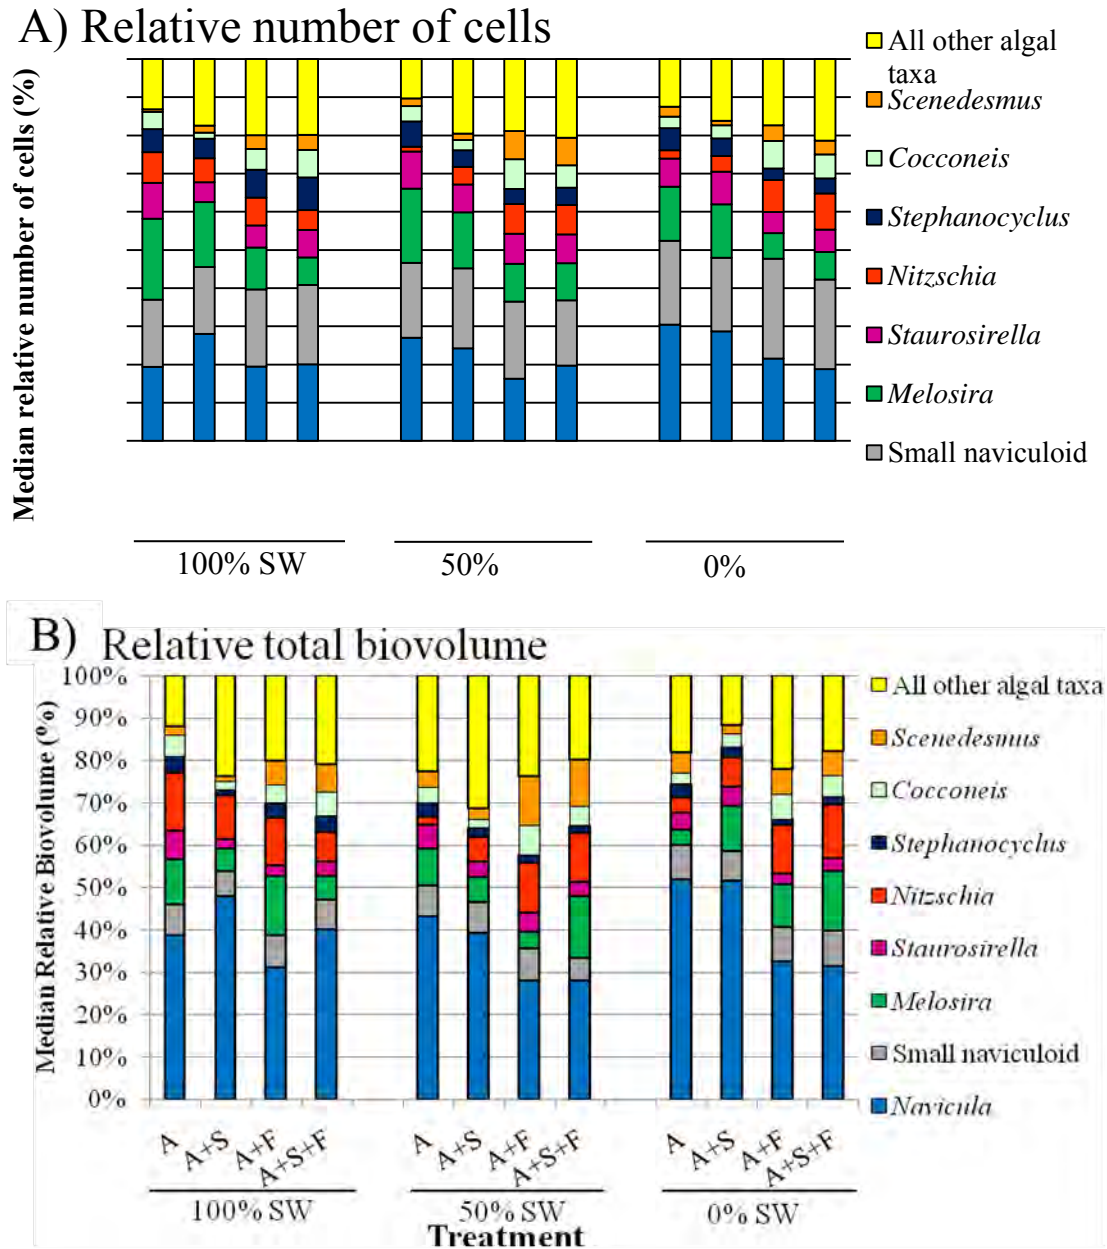 A) Relative number of cells
Median relative number of cells (%)
All other algal
taxa
Scenedesmus
Cocconeis
Stephanocyclus
Nitzschia
Staurosirella
Melosira
Small naviculoid
100% SW
50%
0%
B) Relative total biovolume
Median Relative Biovolume (%)
100%
90%
80%
70%
60%
50%
40%
30%
20%
10%
0%
All other algal taxa
Scenedesmus
Cocconeis
Stephanocyclus
Nitzschia
Staurosirella
Melosira
Small naviculoid
Navicula
A A+S A+F A+S+F A A+S A+F A+S+F A A+S A+F A+S+F
100% SW 50% SW 0% SW
Treatment